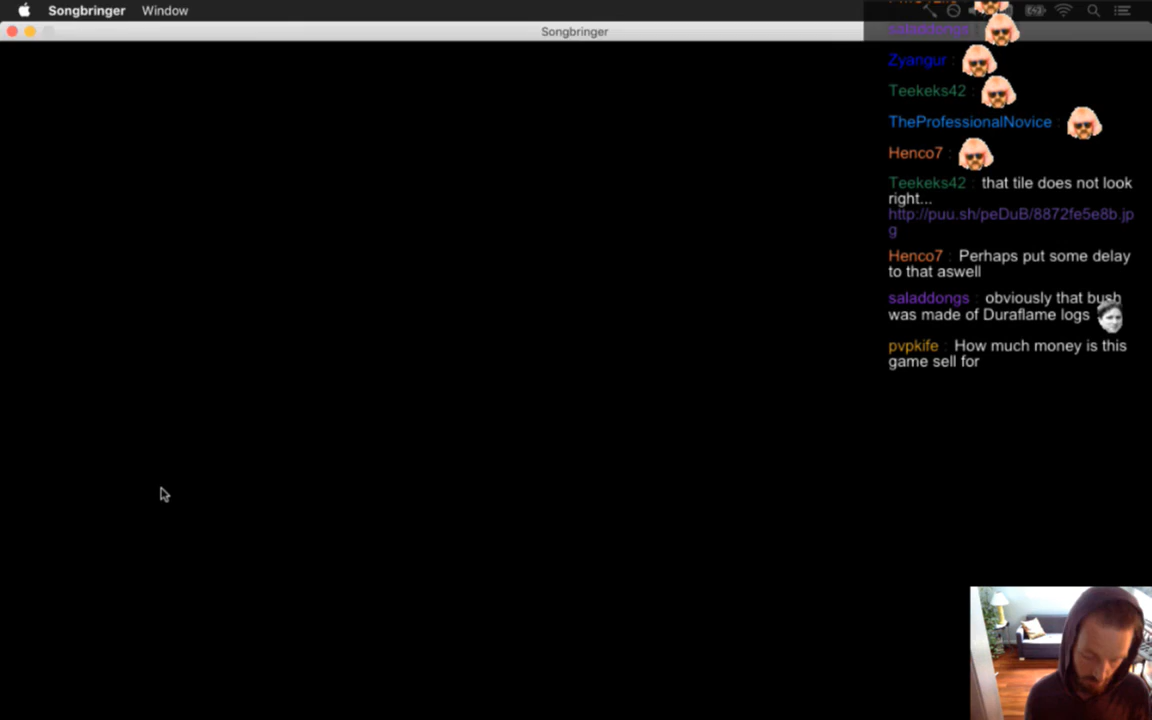 Songbringer Window
Songbringer
saladdongs :
Zyangur :
Teekeks42 :
TheProfessionalNovice :
Henco7 :
Teekeks42 : that tile does not look
right...
http://puu.sh/peDuB/8872fe5e8b.jp
g
Henco7 : Perhaps put some delay
to that aswell
saladdongs : obviously that bush
was made of Duraflame logs
pvpkife : How much money is this
game sell for